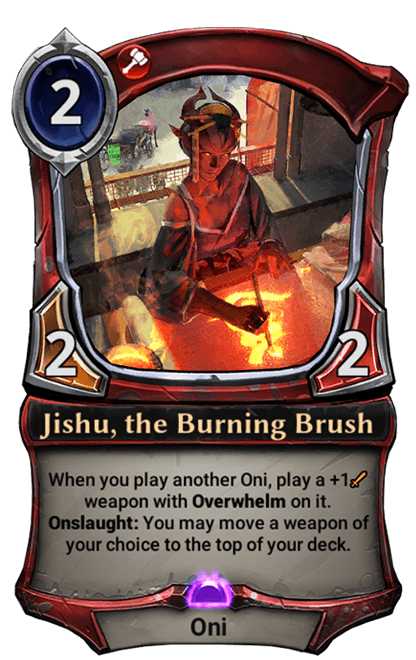 2
2
2
Jishu, the Burning Brush
When you play another Oni, play a +1
weapon with Overwhelm on it.
Onslaught: You may move a weapon of
your choice to the top of your deck.
Oni